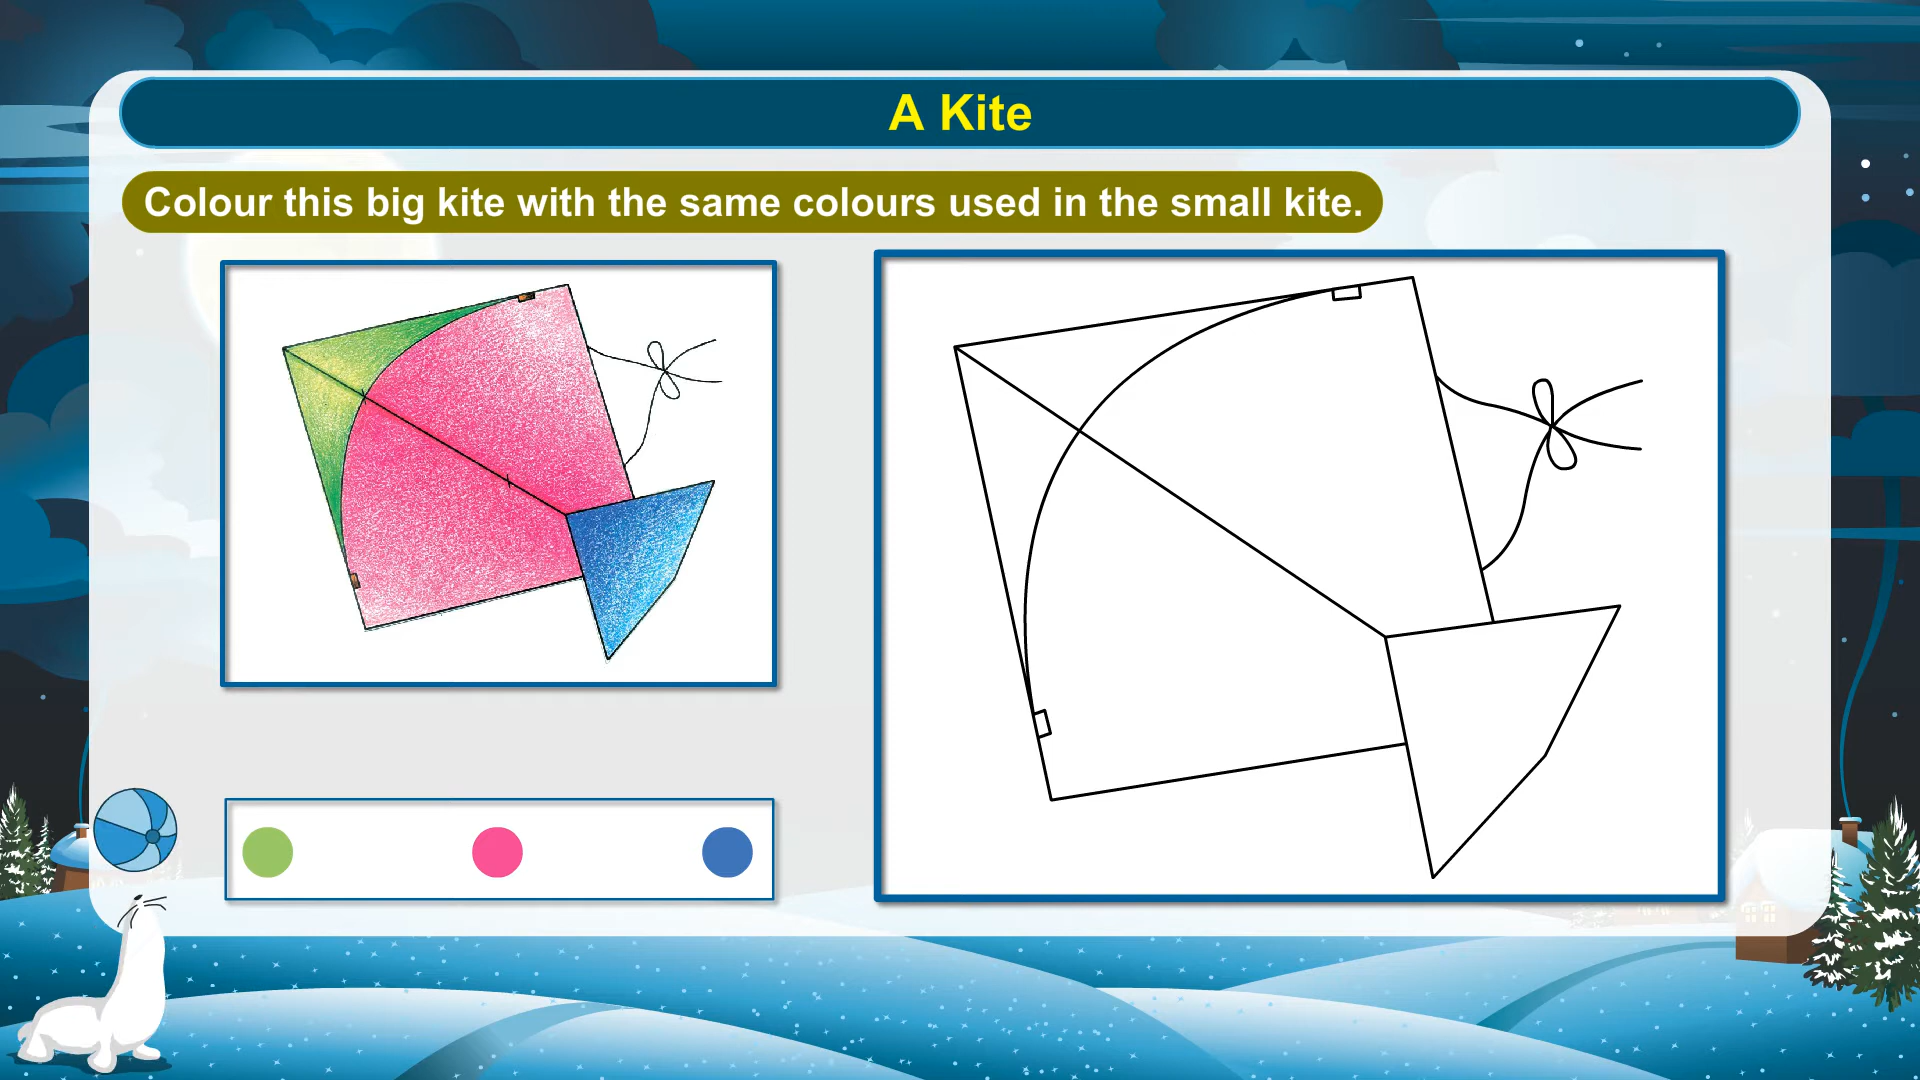 A Kite
Colour this big kite with the same colours used in the small kite.